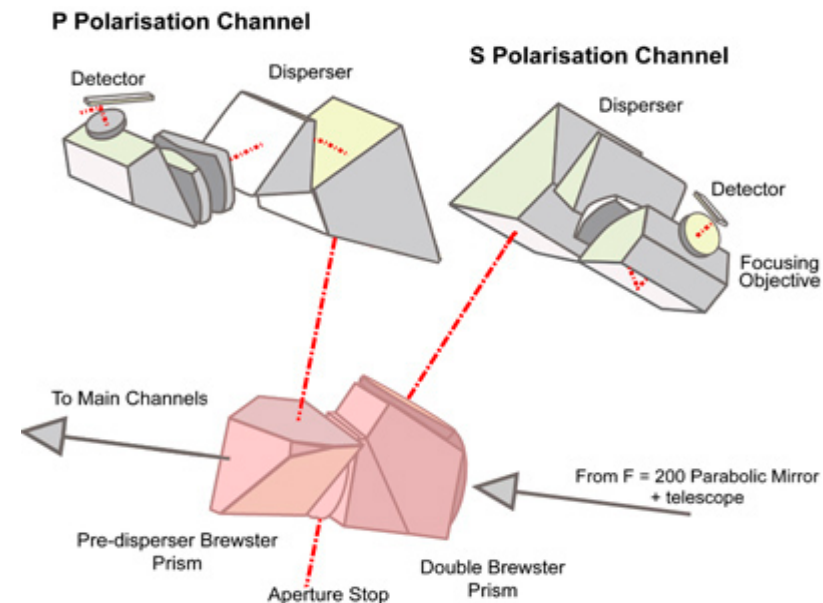 P Polarisation Channel
S Polarisation Channel
Detector
Disperser
Disperser
Detector
Focusing
Objective
To Main Channels
From F = 200 Parabolic Mirror
+ telescope
Pre-disperser Brewster
Prism
Double Brewster
Prism
Aperture Stop